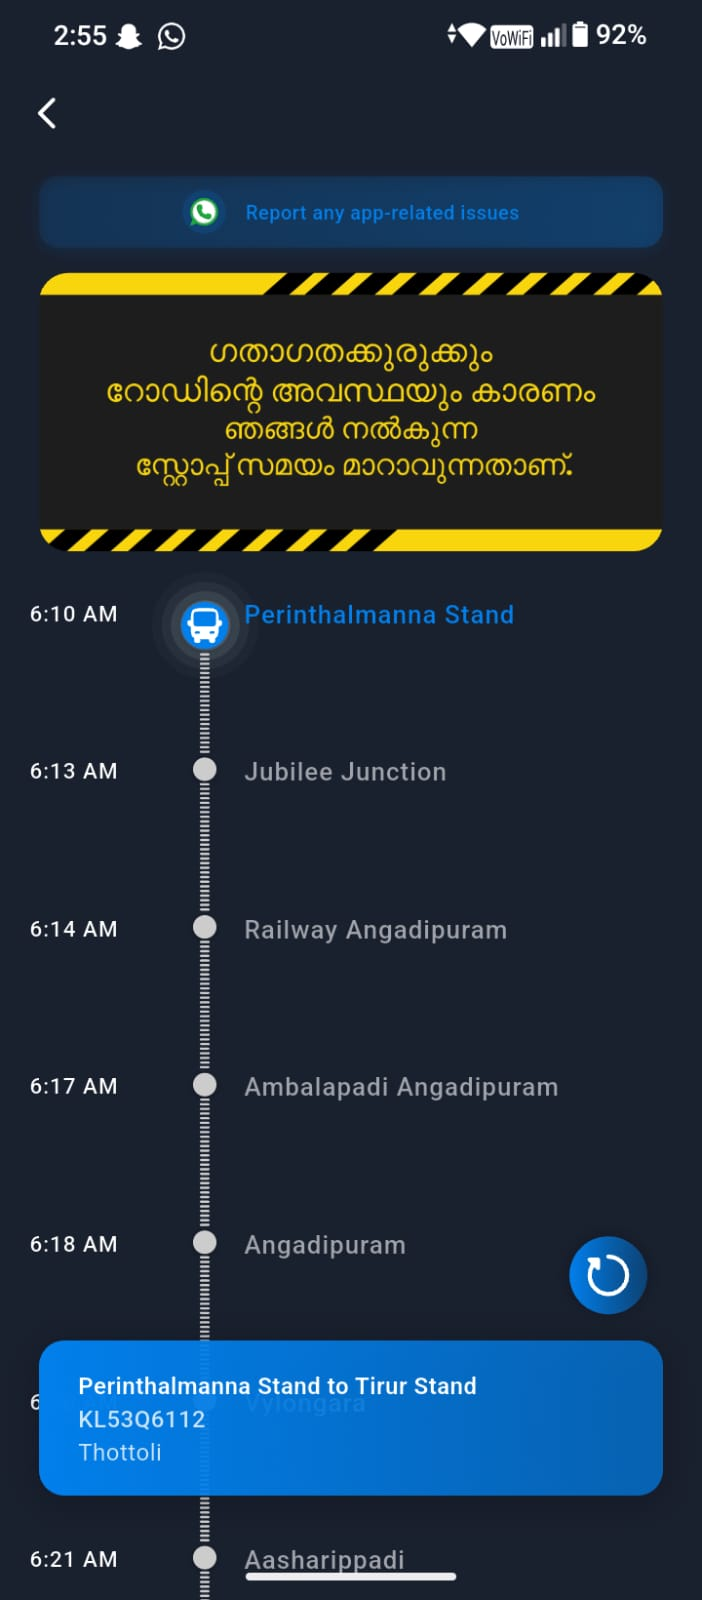 2:55
VoWiFi
92%
Report any app-related issues
ഗതാഗതക്കുരുക്കും
റോഡിന്റെ അവസ്ഥയും കാരണം
ഞങ്ങൾ നൽകുന്ന
സ്റ്റോപ്പ് സമയം മാറാവുന്നതാണ്.
6:10 AM Perinthalmanna Stand
6:13 AM Jubilee Junction
6:14 AM Railway Angadipuram
6:17 AM Ambalapadi Angadipuram
6:18 AM Angadipuram
Perinthalmanna Stand to Tirur Stand
Vylongara
KL53Q6112
Thottoli
6:21 AM Aasharippadi